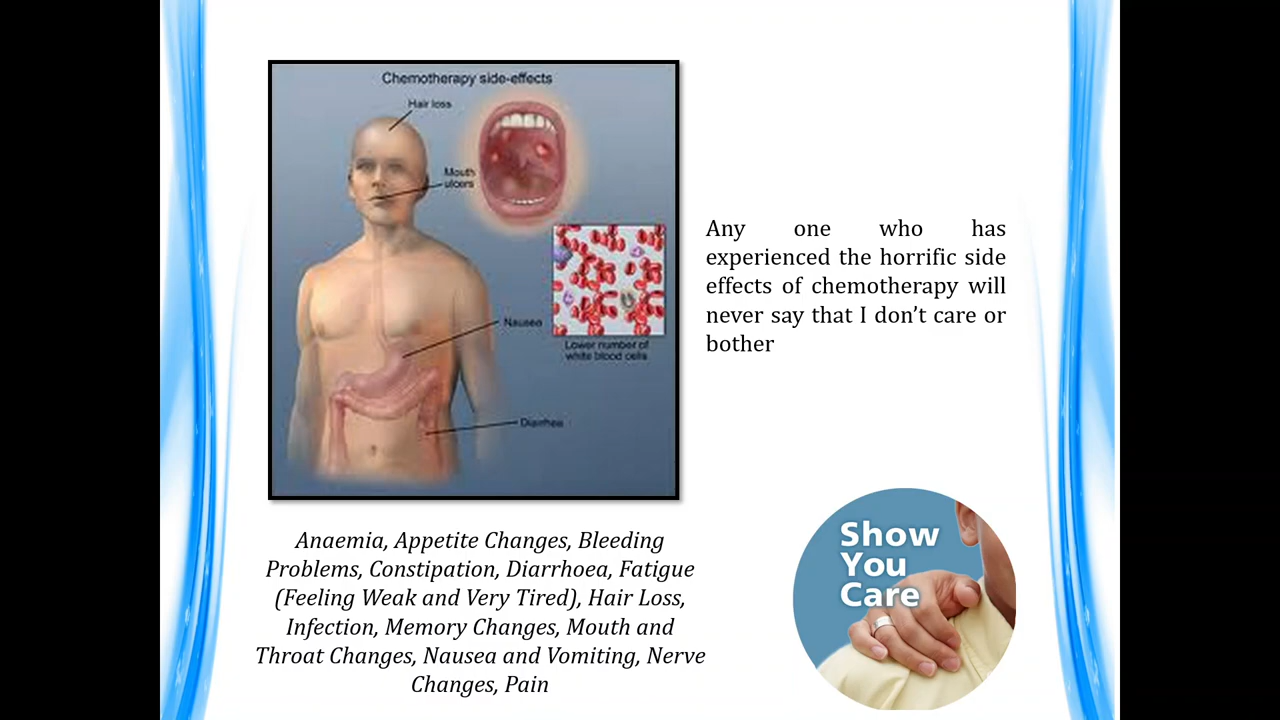 Chemotherapy side-effects
Hair loss
Mouth
ulcers
Nausea
Lower number of
white blood cells
Diarrhea
Any one who has
experienced the horrific side
effects of chemotherapy will
never say that I don’t care or
bother
Anaemia, Appetite Changes, Bleeding
Problems, Constipation, Diarrhoea, Fatigue
(Feeling Weak and Very Tired), Hair Loss,
Infection, Memory Changes, Mouth and
Throat Changes, Nausea and Vomiting, Nerve
Changes, Pain
Show
You
Care